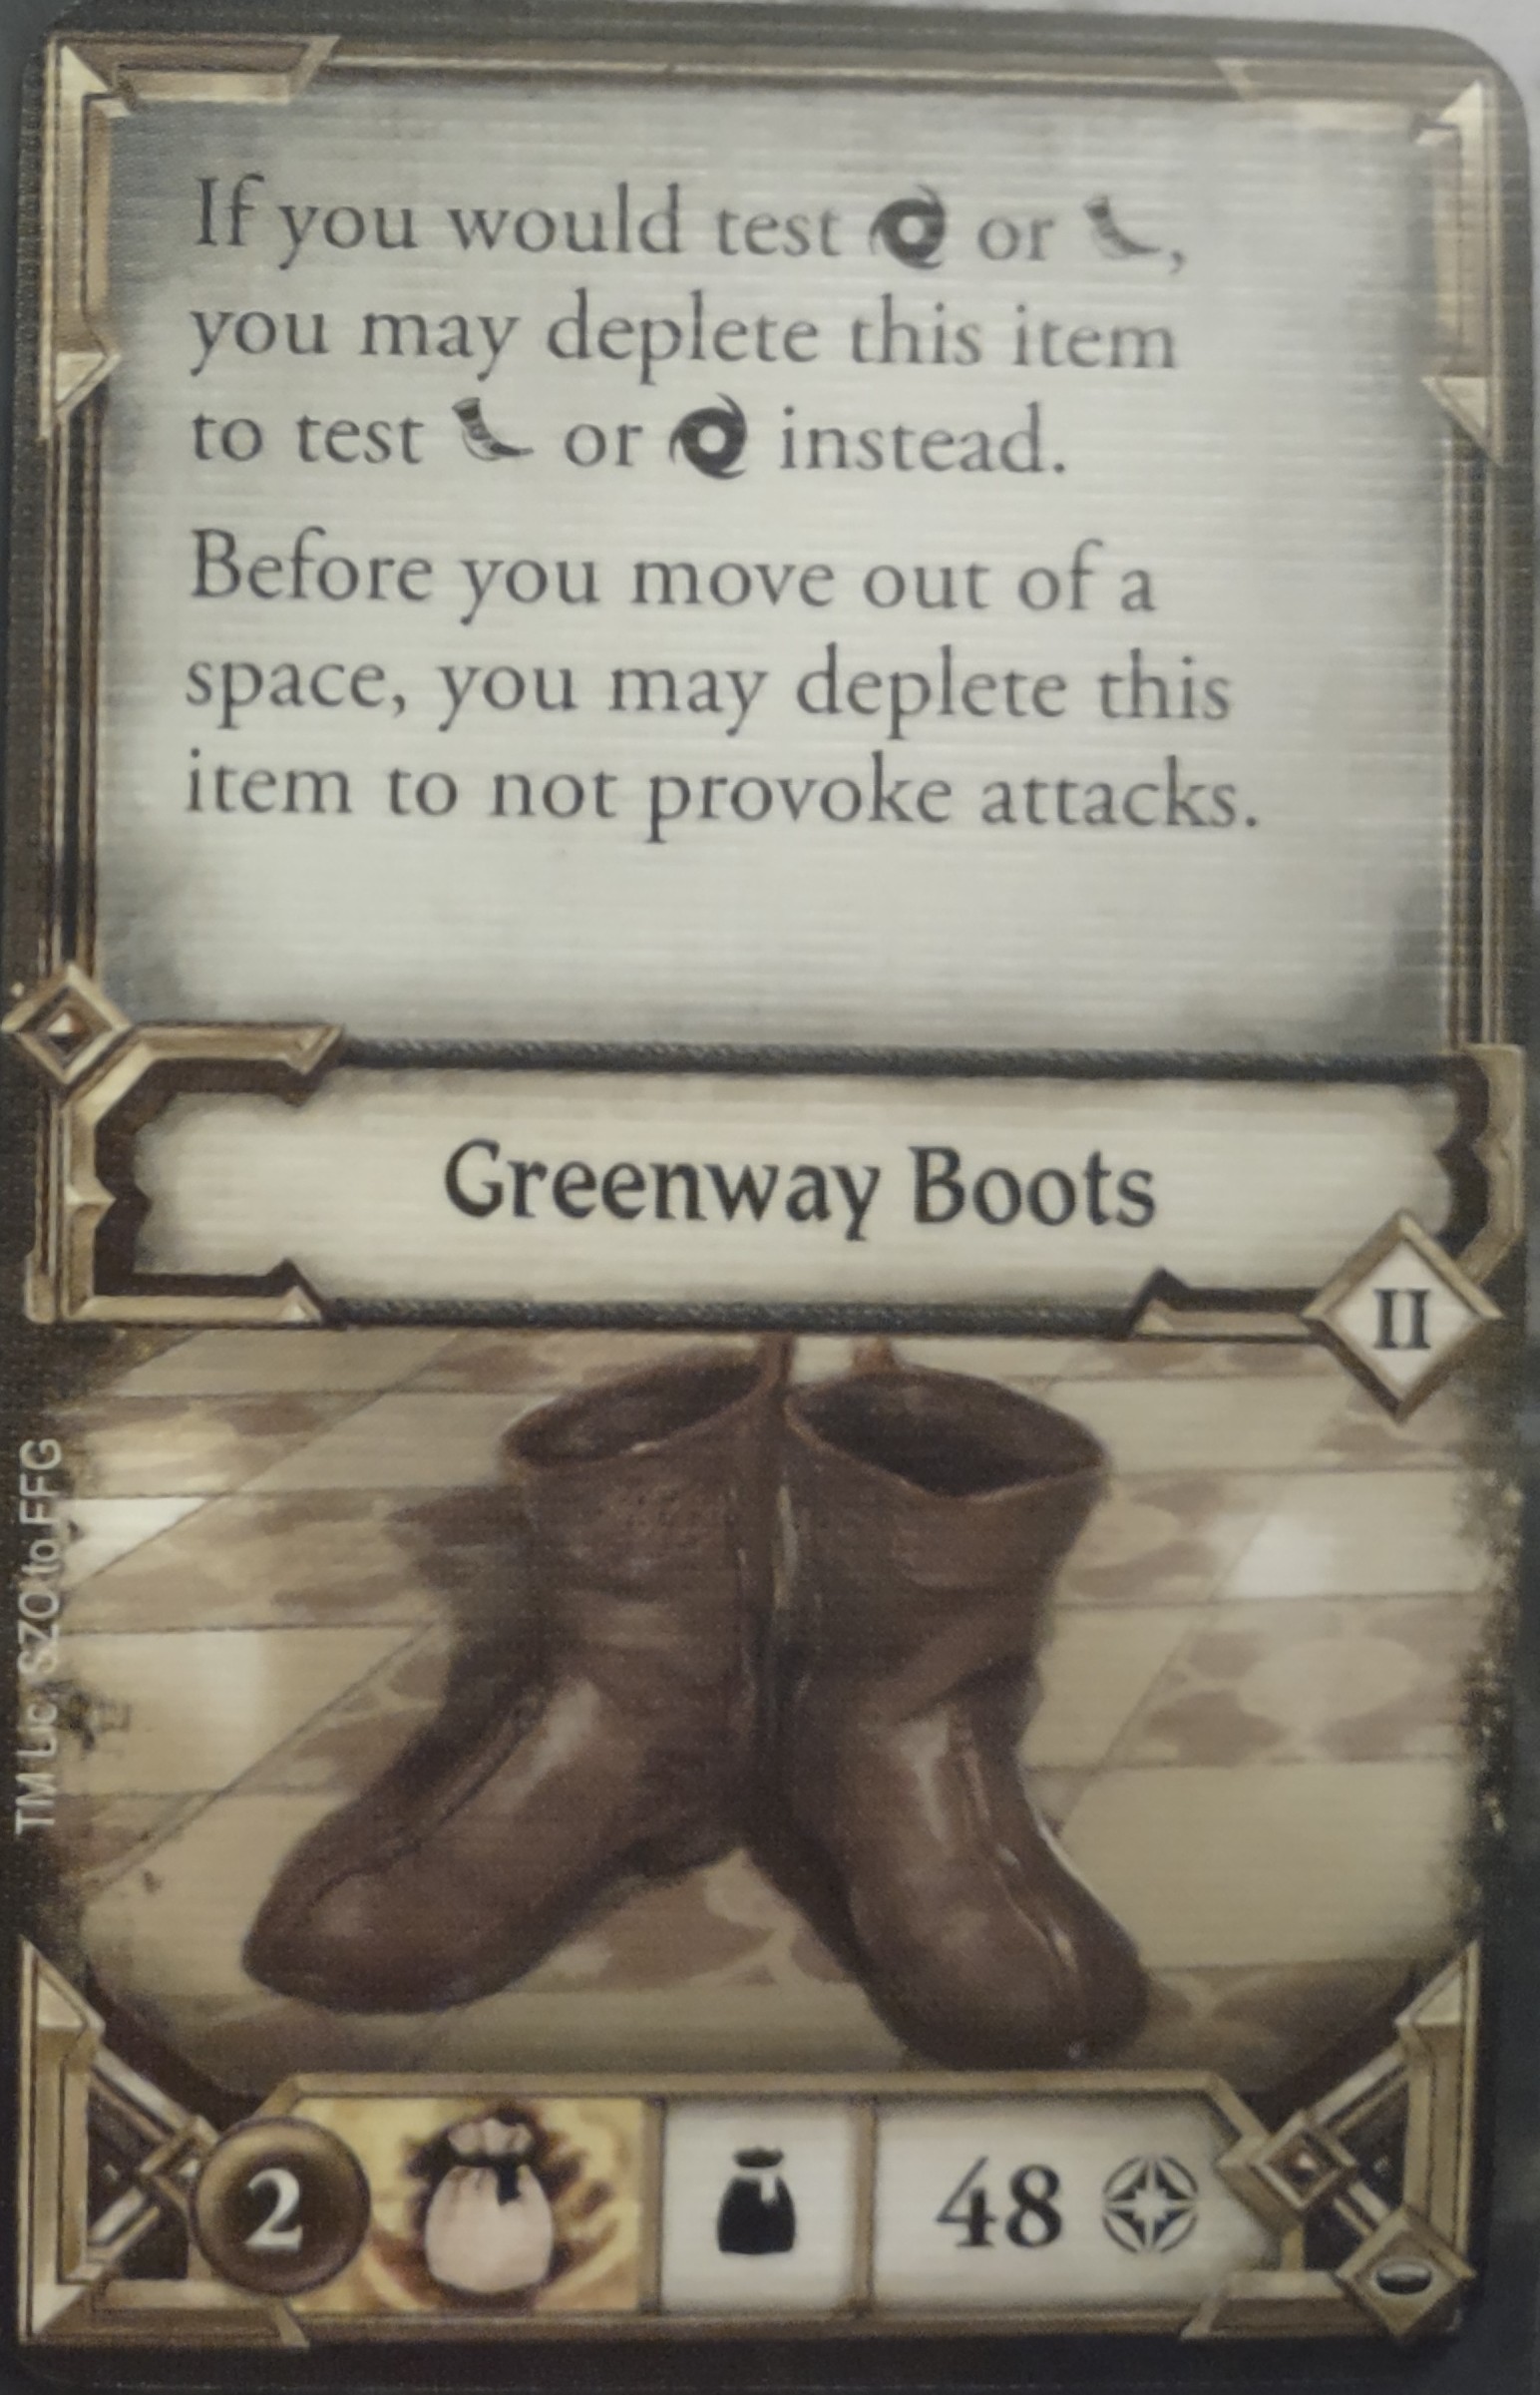 If you would test or ,
you may deplete this item
to test or instead.
Before you move out of a
space, you may deplete this
item to not provoke attacks.
Greenway Boots
II
TM Lic SZO to FFG
2 48